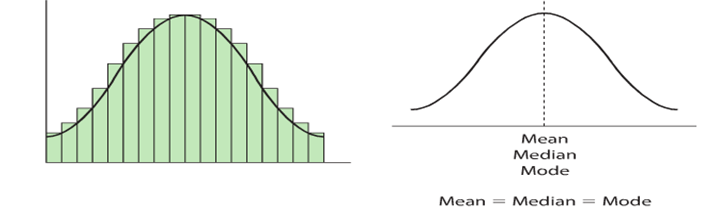 Mean
Median
Mode
Mean = Median = Mode